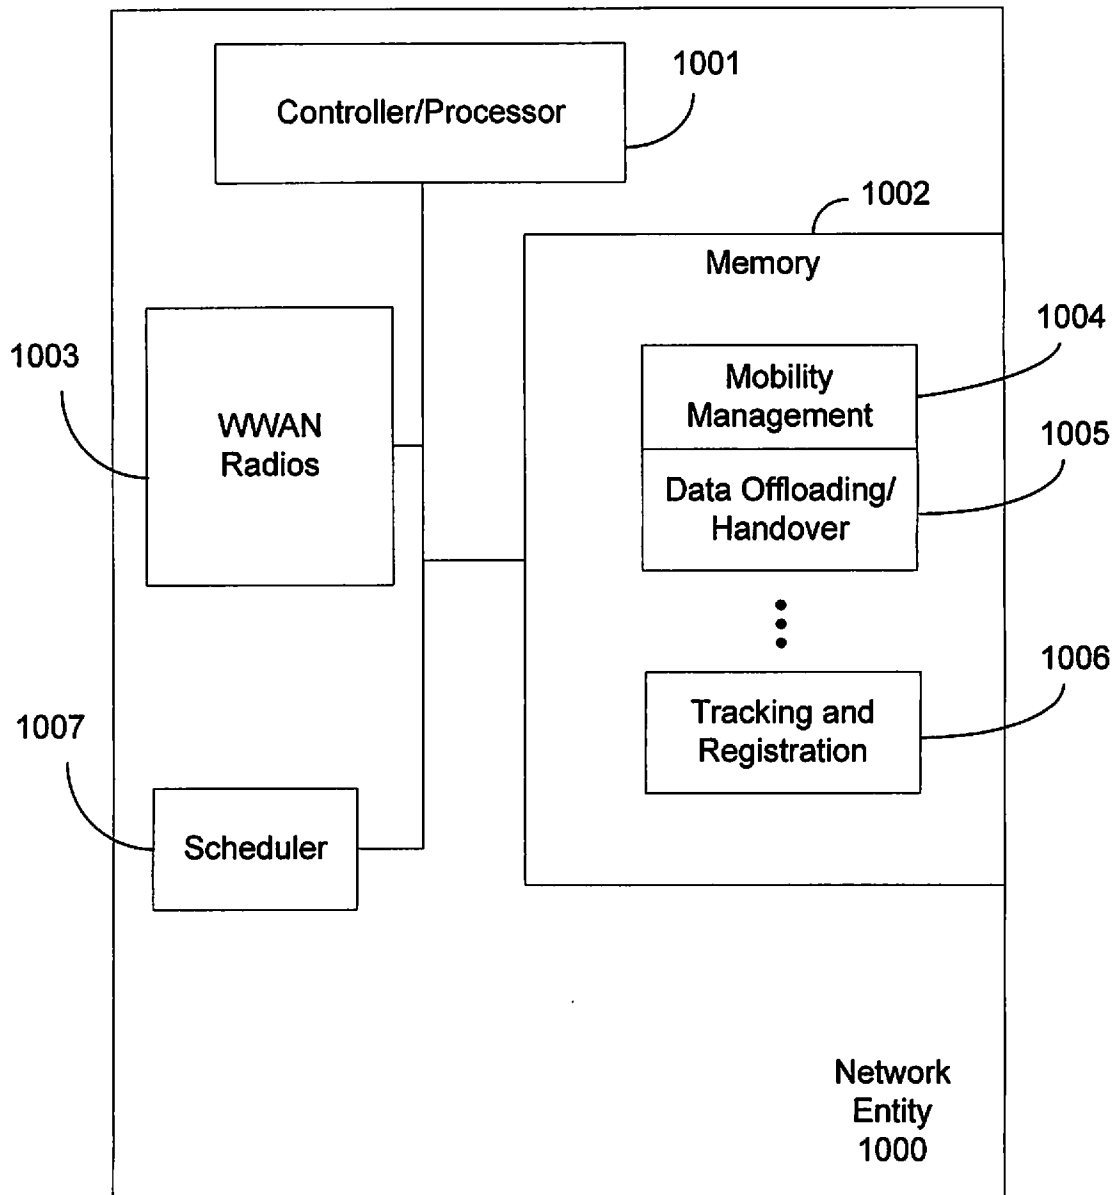 1001
Controller/Processor
1002
Memory
1004
1003
Mobility
Management
WWAN
Radios
1005
Data Offloading/
Handover
1006
1007
Tracking and
Registration
Scheduler
Network
Entity
1000